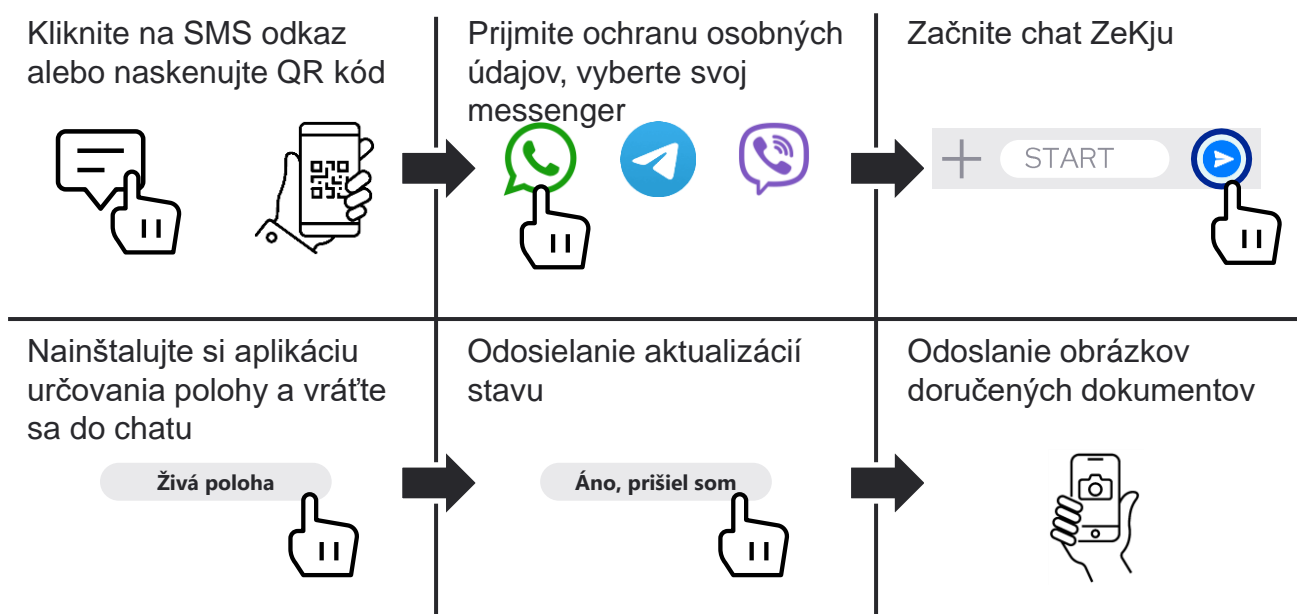 Kliknite na SMS odkaz
alebo naskenujte QR kód
Prijmite ochranu osobných
údajov, vyberte svoj
messenger
Začnite chat ZeKju
START
Nainštalujte si aplikáciu
určovania polohy a vráťte
sa do chatu
Živá poloha
Odosielanie aktualizácií
stavu
Áno, prišiel som
Odoslanie obrázkov
doručených dokumentov